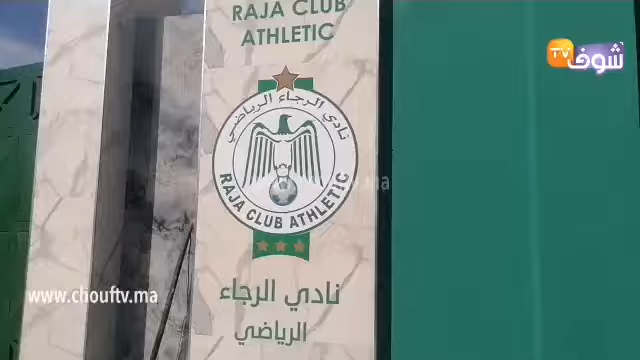 RAJA CLUB
ATHLETIC
شوف TV
نادي الرجاء الرياضي
RAJA CLUB ATHLETIC
نادي الرجاء
الرياضي
www.chouftv.ma